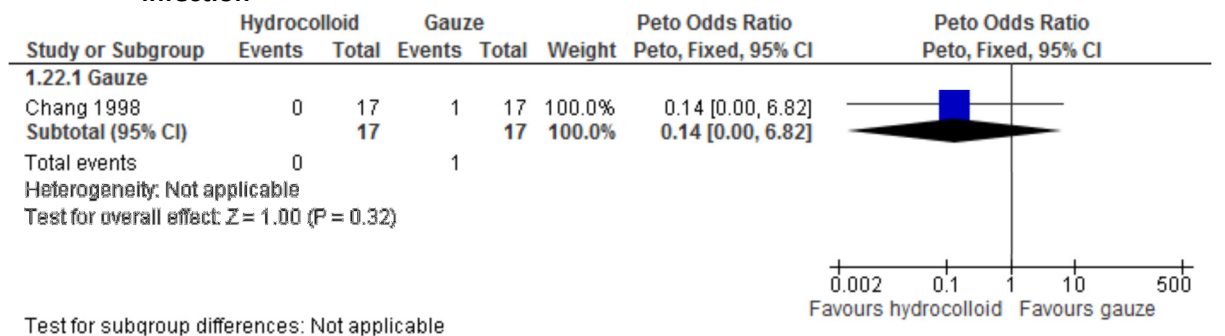 Hydrocolloid Gauze Peto Odds Ratio Peto Odds Ratio
Study or Subgroup Events Total Events Total Weight Peto, Fixed, 95% CI Peto, Fixed, 95% CI
1.22.1 Gauze
Chang 1998 0 17 1 17 100.0% 0.14 [0.00, 6.82]
Subtotal (95% CI) 17 17 100.0% 0.14 [0.00, 6.82]
Total events 0 1
Heterogeneity: Not applicable
Test for overall effect: Z = 1.00 (P = 0.32)
0.002 0.1 1 10 500
Favours hydrocolloid Favours gauze
Test for subgroup differences: Not applicable